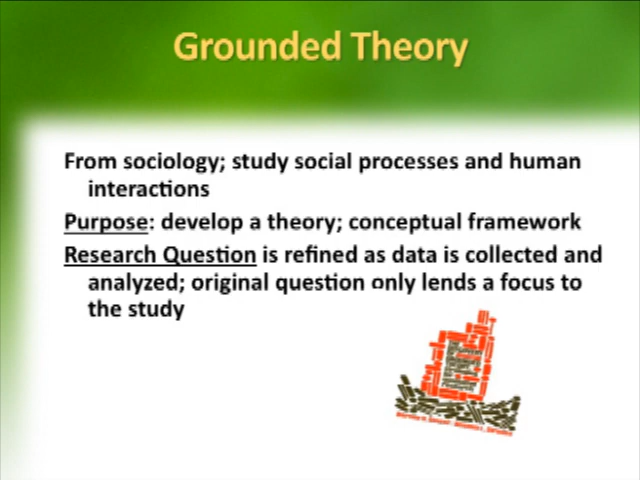 Grounded Theory
From sociology; study social processes and human
interactions
Purpose: develop a theory; conceptual framework
Research Question is refined as data is collected and
analyzed; original question only lends a focus to
the study